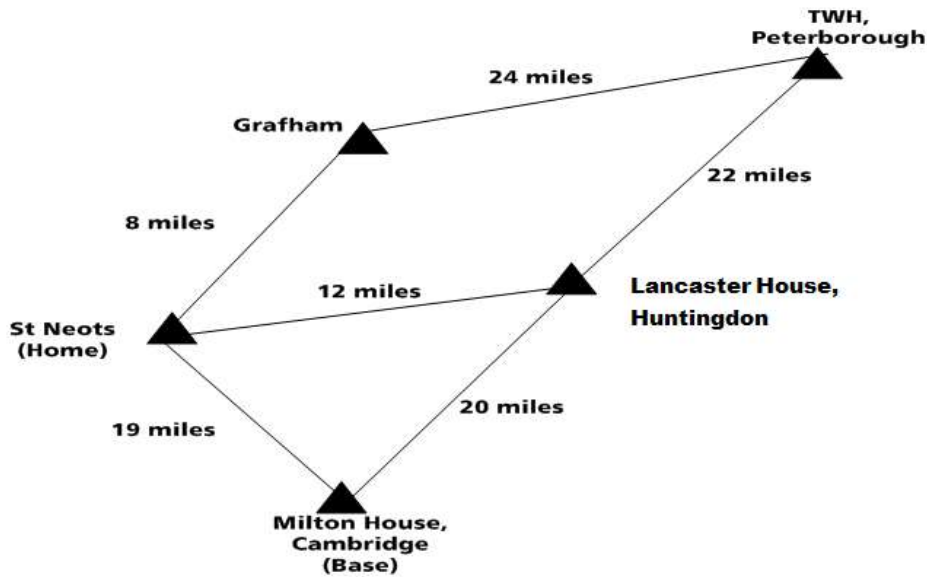 TWH,
Peterborough
24 miles
Grafham
22 miles
8 miles
12 miles
Lancaster House,
Huntingdon
St Neots
(Home)
20 miles
19 miles
Milton House,
Cambridge
(Base)